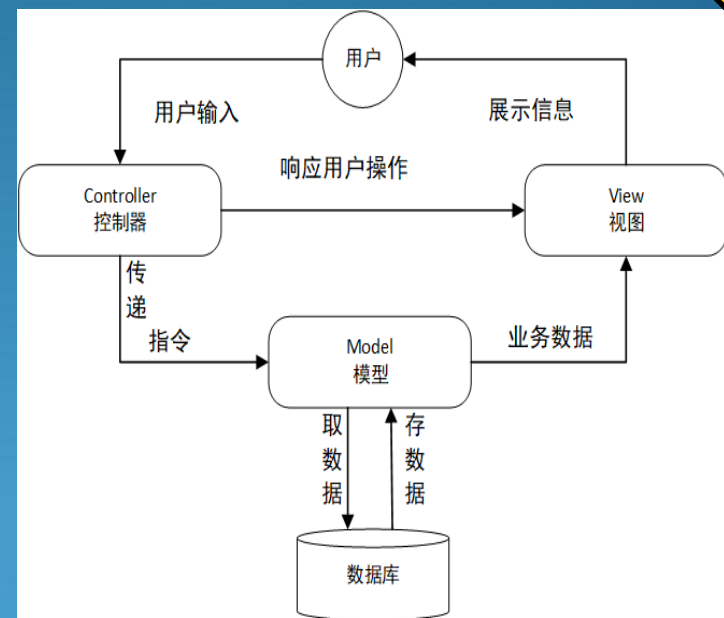 用户
用户输入
展示信息
响应用户操作
Controller
控制器
View
视图
传
递
指令
Model
模型
业务数据
取
数
据
存
数
据
数据库